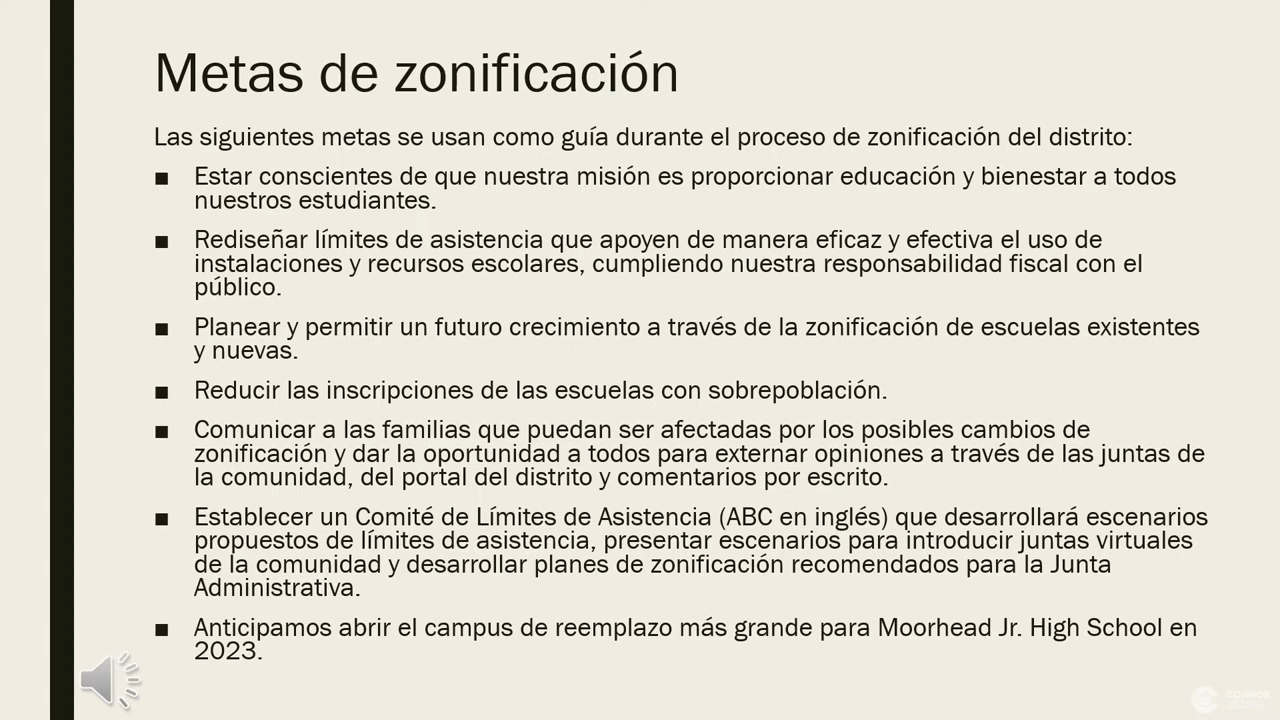 Metas de zonificación
Las siguientes metas se usan como guía durante el proceso de zonificación del distrito:
■ Estar conscientes de que nuestra misión es proporcionar educación y bienestar a todos
nuestros estudiantes.
■ Rediseñar límites de asistencia que apoyen de manera eficaz y efectiva el uso de
instalaciones y recursos escolares, cumpliendo nuestra responsabilidad fiscal con el
público.
■ Planear y permitir un futuro crecimiento a través de la zonificación de escuelas existentes
y nuevas.
■ Reducir las inscripciones de las escuelas con sobrepoblación.
■ Comunicar a las familias que puedan ser afectadas por los posibles cambios de
zonificación y dar la oportunidad a todos para externar opiniones a través de las juntas de
la comunidad, del portal del distrito y comentarios por escrito.
■ Establecer un Comité de Límites de Asistencia (ABC en inglés) que desarrollará escenarios
propuestos de límites de asistencia, presentar escenarios para introducir juntas virtuales
de la comunidad y desarrollar planes de zonificación recomendados para la Junta
Administrativa.
■ Anticipamos abrir el campus de reemplazo más grande para Moorhead Jr. High School en
2023.
CONROE